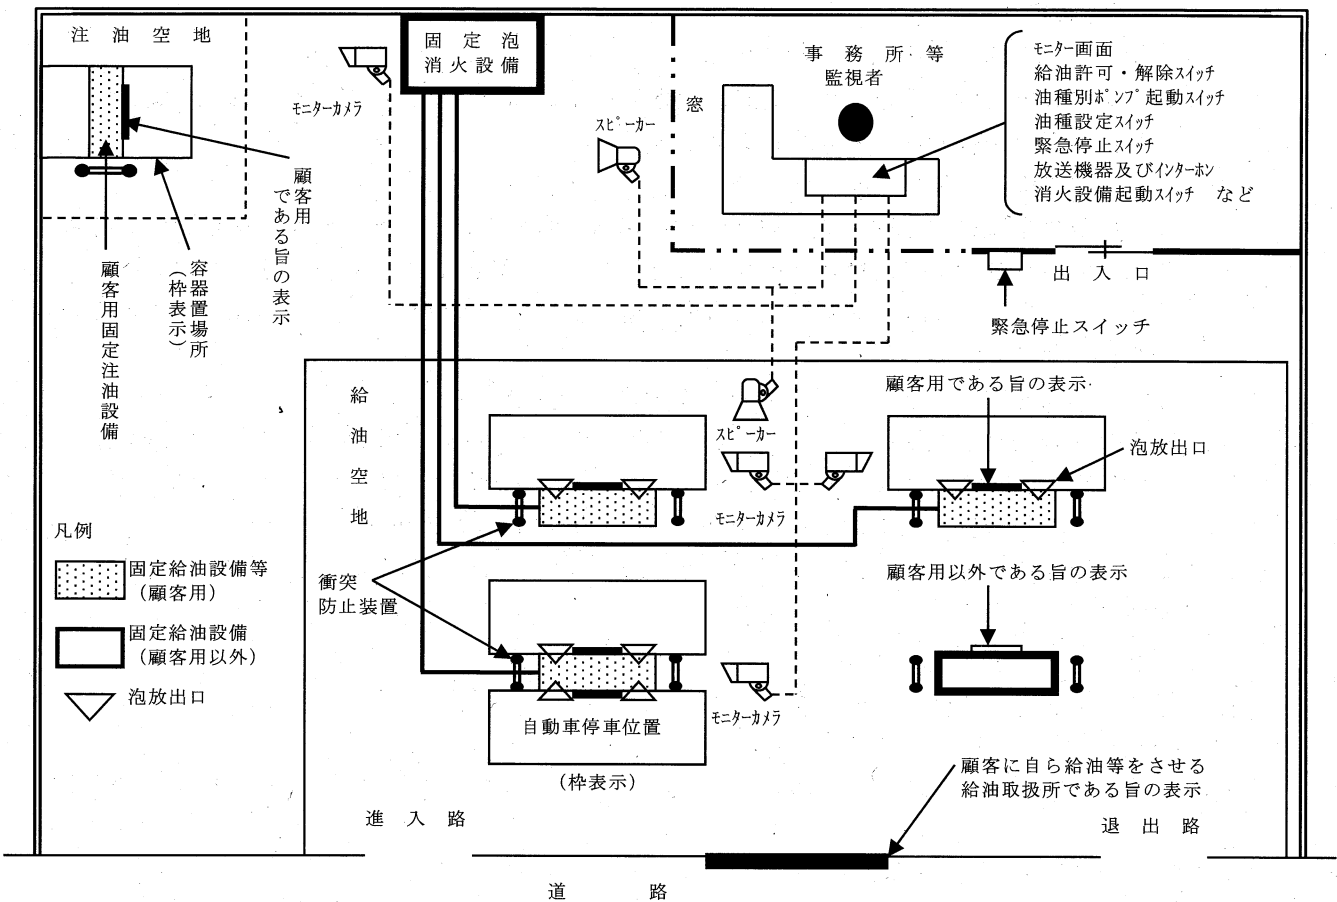 注油空地
固定泡
消火設備
モニターカメラ
スピーカー
窓
事務所等
監視者
モニター画面
給油許可・解除スイッチ
油種別ポンプ起動スイッチ
油種設定スイッチ
緊急停止スイッチ
放送機器及びインターホン
消火設備起動スイッチ など
出入口
緊急停止スイッチ
顧客用
である旨の表示
容器置場所
(枠表示)
顧客用固定注油設備
給油空地
スピーカー
モニターカメラ
顧客用である旨の表示
泡放出口
顧客用以外である旨の表示
衝突
防止装置
凡例
固定給油設備等
(顧客用)
固定給油設備
(顧客用以外)
泡放出口
モニターカメラ
自動車停車位置
(枠表示)
顧客に自ら給油等をさせる
給油取扱所である旨の表示
進入路
退出路
道路